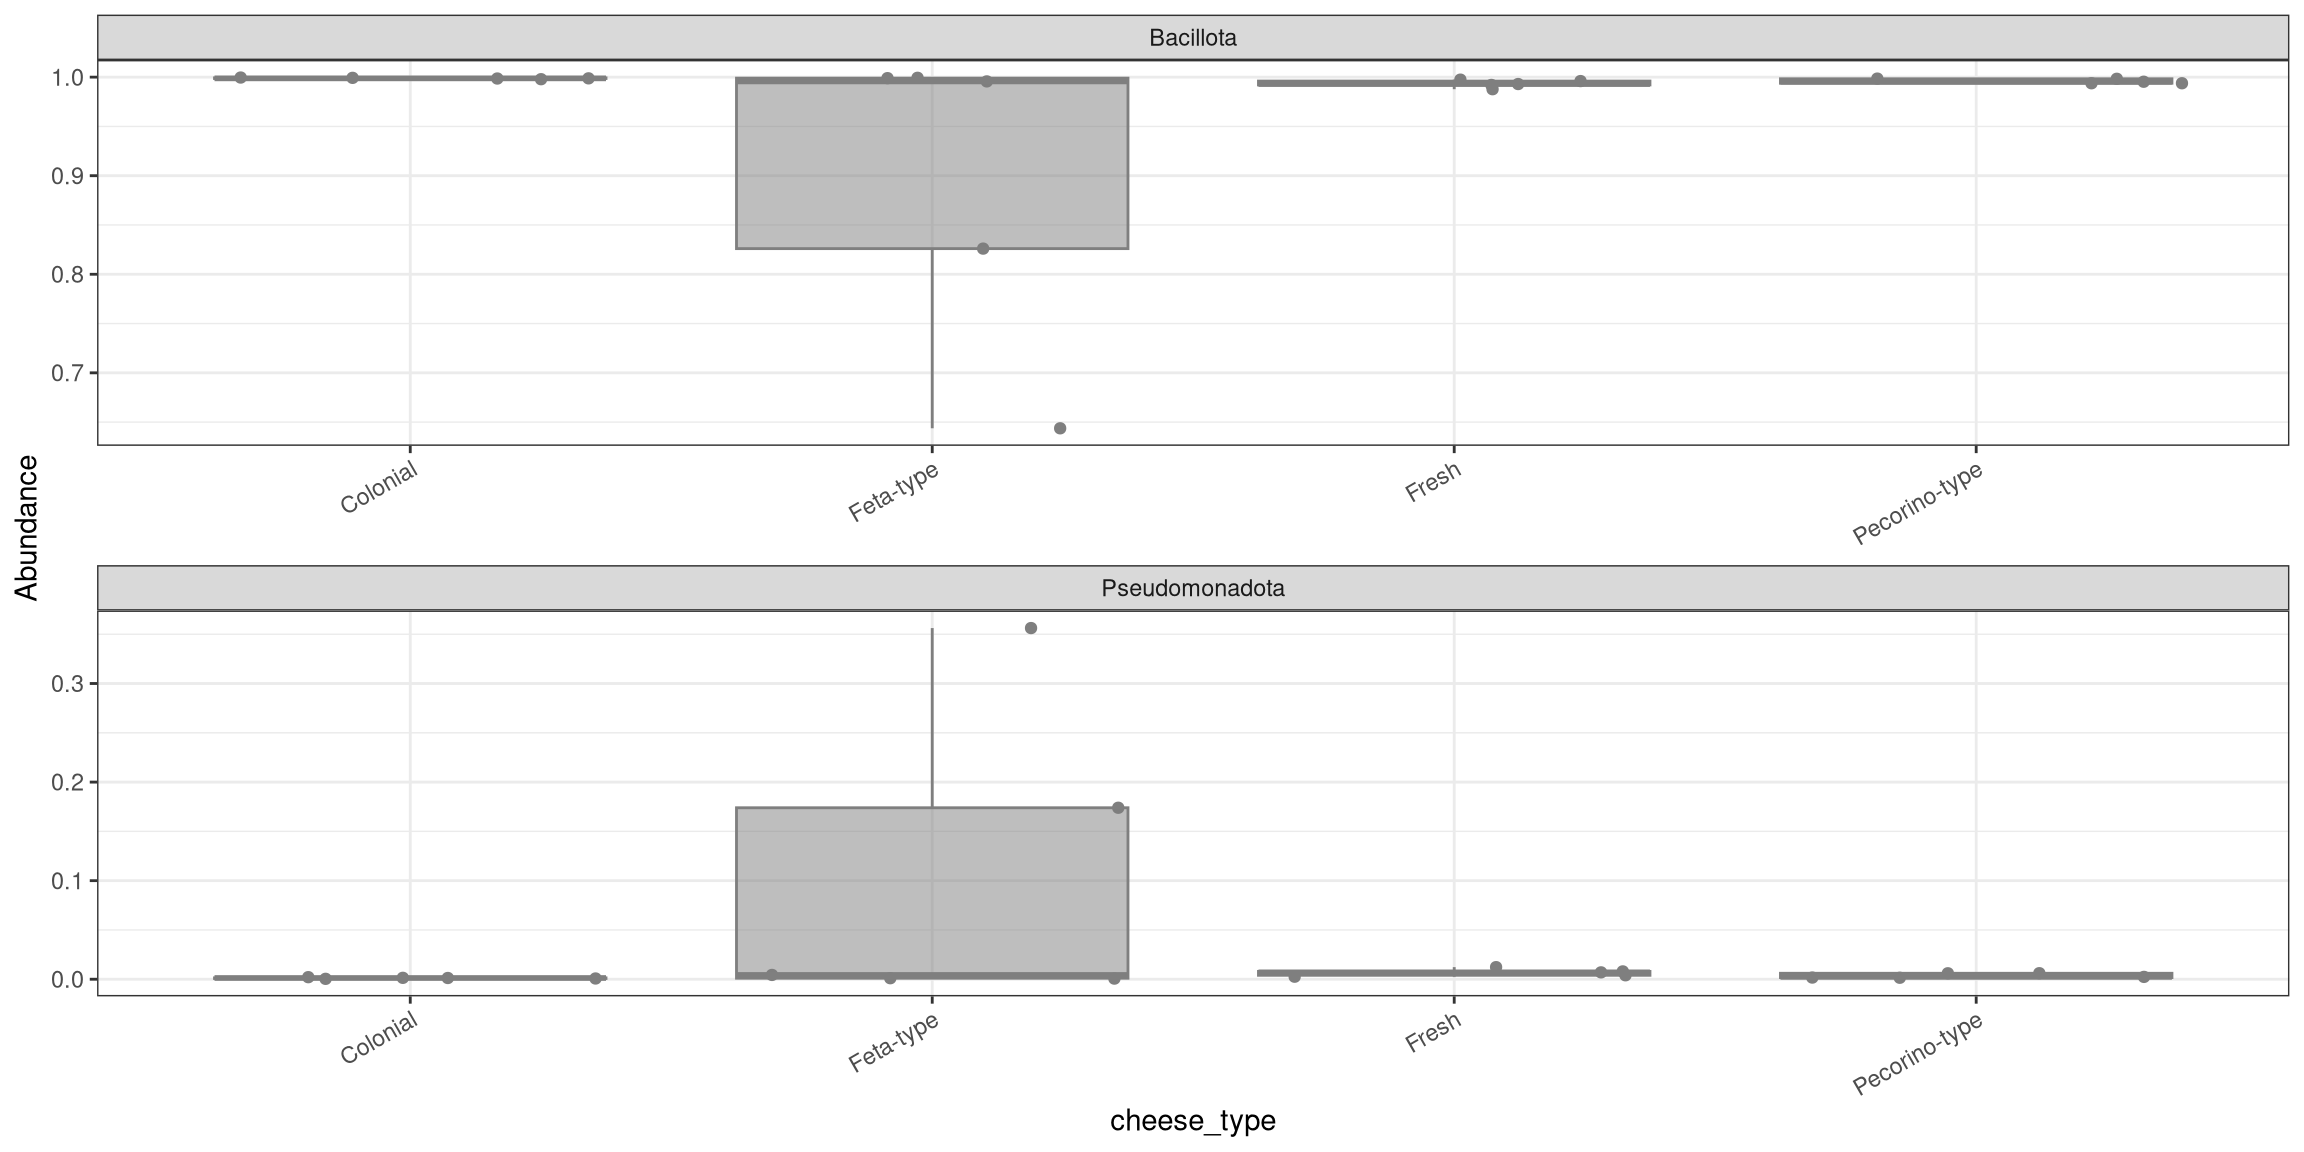 Bacillota
1.0
0.9
0.8
0.7
Colonial
Feta-type
Fresh
Pecorino-type
Abundance
Pseudomonadota
0.3
0.2
0.1
0.0
Colonial
Feta-type
Fresh
Pecorino-type
cheese_type